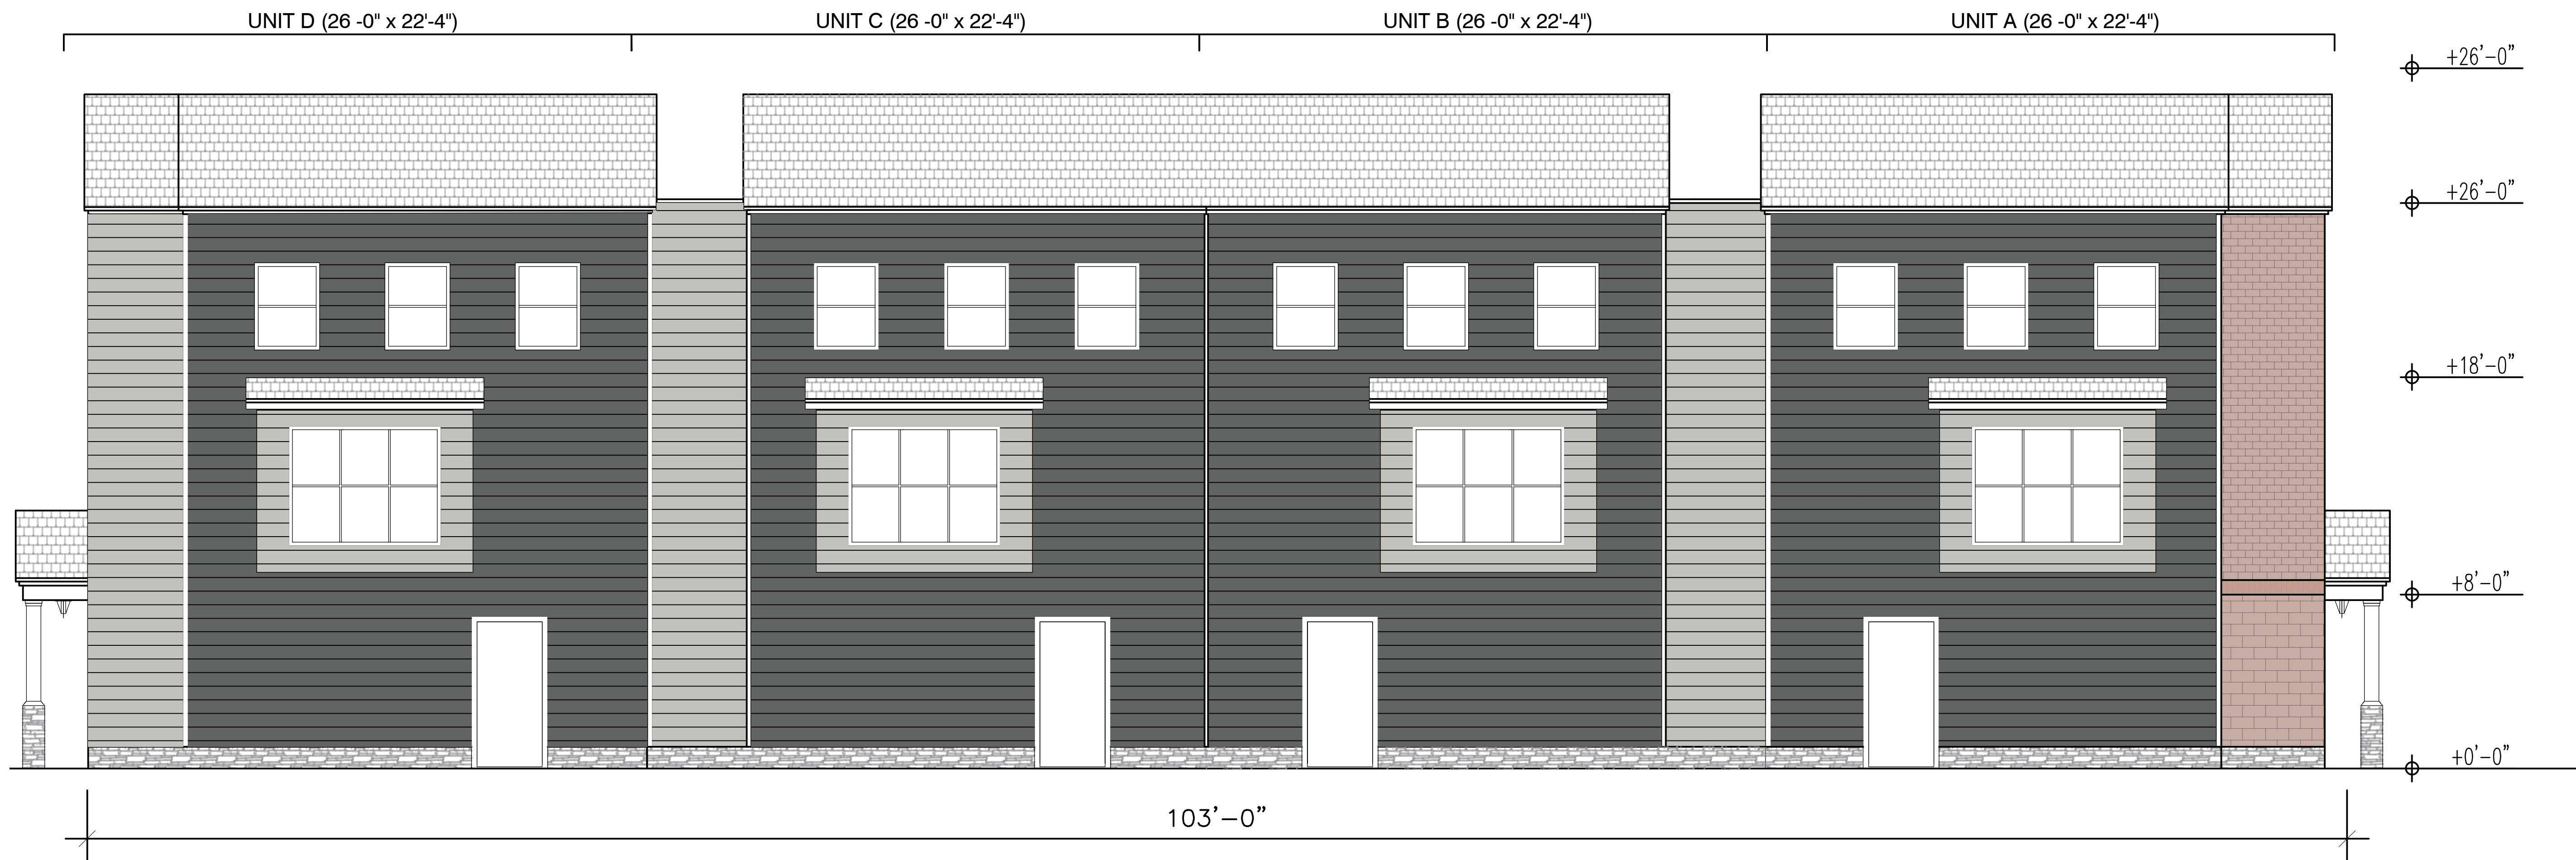 UNIT D (26 -0" x 22'-4")
UNIT C (26 -0" x 22'-4")
UNIT B (26 -0" x 22'-4")
UNIT A (26 -0" x 22'-4")
+26'-0"
+26'-0"
+18'-0"
+8'-0"
+0'-0"
103'-0"